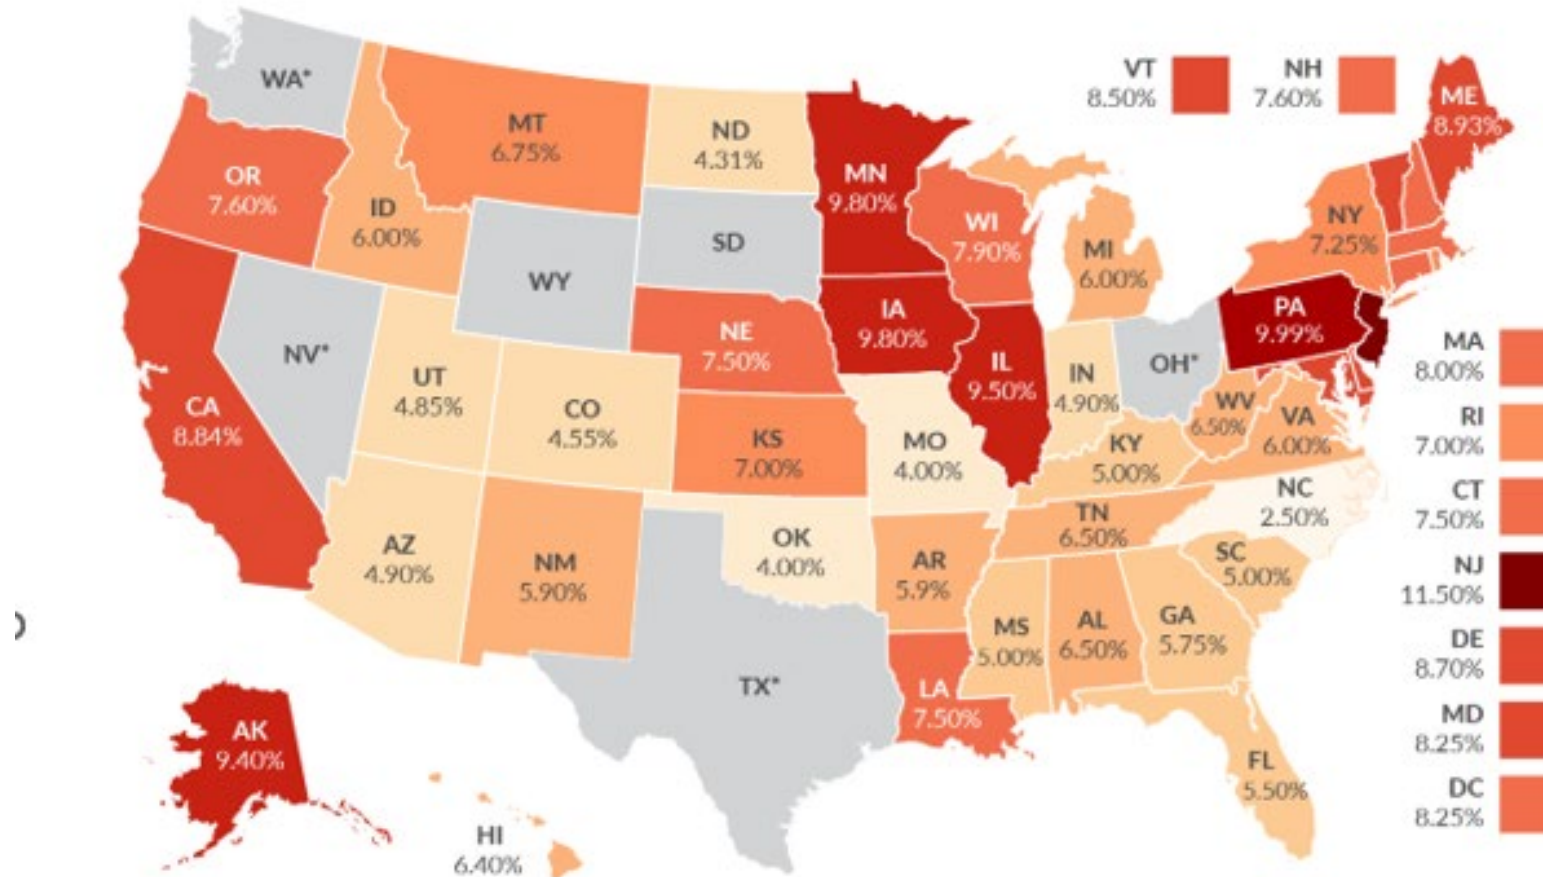 WA*
VT
8.50%
NH
7.60%
ME
8.93%
MT
6.75%
ND
4.31%
MN
9.80%
OR
7.60%
ID
6.00%
WI
7.90%
NY
7.25%
SD
MI
6.00%
WY
IA
9.80%
PA
9.99%
NE
7.50%
MA
8.00%
NV*
UT
4.85%
CO
4.55%
IL
9.50%
IN
4.90%
OH*
CA
8.84%
KS
7.00%
MO
4.00%
KY
5.00%
WV
6.50%
VA
6.00%
RI
7.00%
NC
2.50%
CT
7.50%
AZ
4.90%
NM
5.90%
OK
4.00%
AR
5.9%
TN
6.50%
SC
5.00%
NJ
11.50%
MS
5.00%
AL
6.50%
GA
5.75%
DE
8.70%
TX*
LA
7.50%
MD
8.25%
AK
9.40%
FL
5.50%
DC
8.25%
HI
6.40%